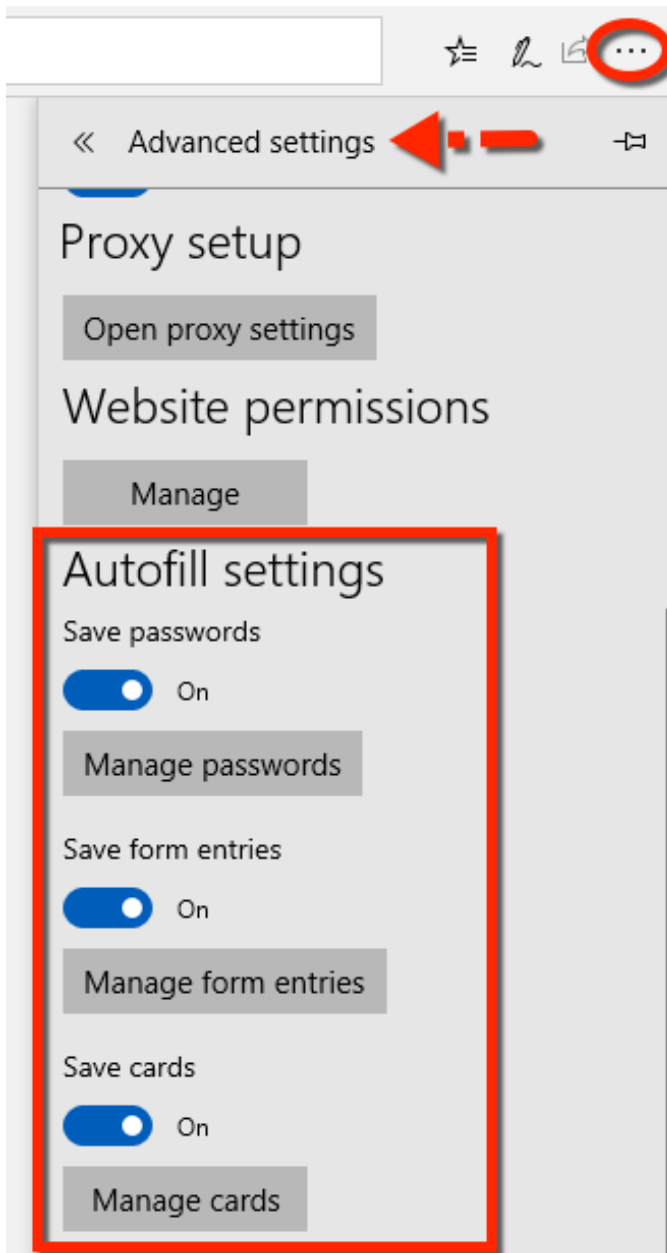 Advanced settings
Proxy setup
Open proxy settings
Website permissions
Manage
Autofill settings
Save passwords
On
Manage passwords
Save form entries
On
Manage form entries
Save cards
On
Manage cards